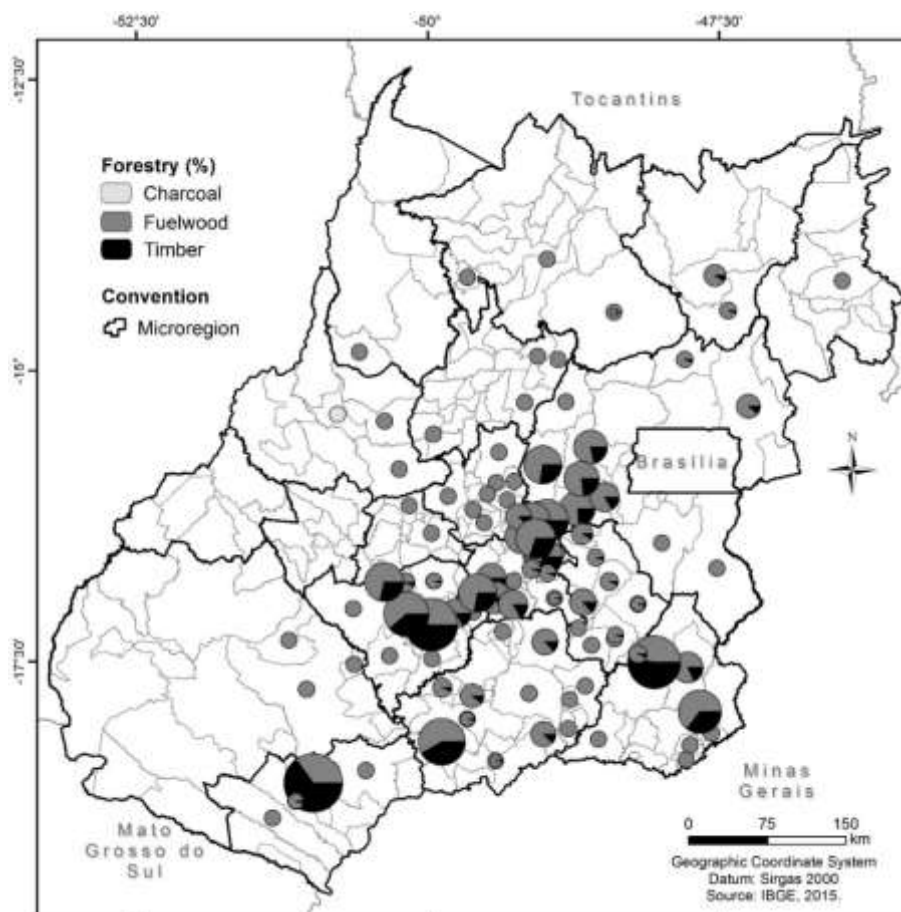 -52°30' -50° -47°30'
-12°30'
Tocantins
Forestry (%)
Charcoal
Fuelwood
Timber
Convention
Microregion
-15°
Brasília
N
-17°30'
Minas
Gerais
Mato
Grosso do
Sul
0 75 150
km
Geographic Coordinate System
Datum: Sirgas 2000
Source: IBGE, 2015.